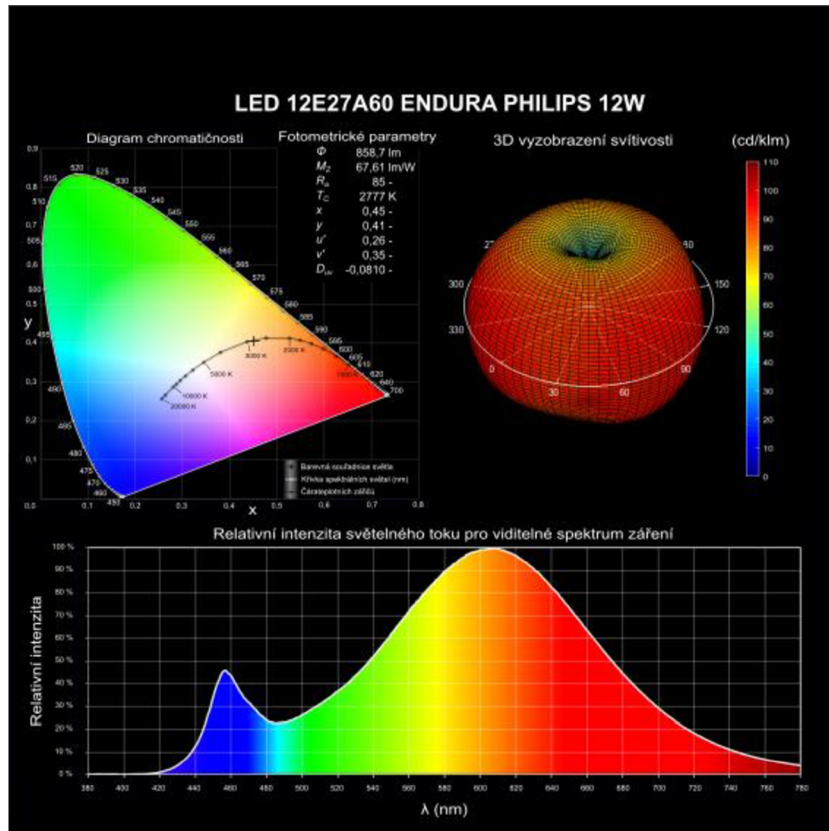 LED 12E27A60 ENDURA PHILIPS 12W
Diagram chromatičnosti
0,9
0,8
0,7
0,6
0,5
y
0,4
0,3
0,2
0,1
0,0 0,1 0,2 0,3 0,4 0,5 0,6 0,7 0,8
x
515 520 525 530 535 540 545 550 555 560 565 570 575 580 585 590 595 600 605 610 620 640 700
510
505
500
490
485
480
475
470
460
450
20000 K
10000 K
5000 K
3000 K
2000 K
Barevná souřadnice světla
Křivka spektrálních světel (nm)
Čára teplotních zářičů
Fotometrické parametry
Φ 858,7 lm
Mz 67,61 lm/W
Ra 85 -
Tc 2777 K
x 0,45 -
y 0,41 -
u' 0,26 -
v' 0,35 -
Duv -0,0810 -
3D vyzobrazení svítivosti
300
330
0
30
60
90
120
150
(cd/klm)
110
100
90
80
70
60
50
40
30
20
10
0
Relativní intenzita světelného toku pro viditelné spektrum záření
Relativní intenzita
100 %
90 %
80 %
70 %
60 %
50 %
40 %
30 %
20 %
10 %
0 %
380 400 420 440 460 480 500 520 540 560 580 600 620 640 660 680 700 720 740 760 780
λ (nm)